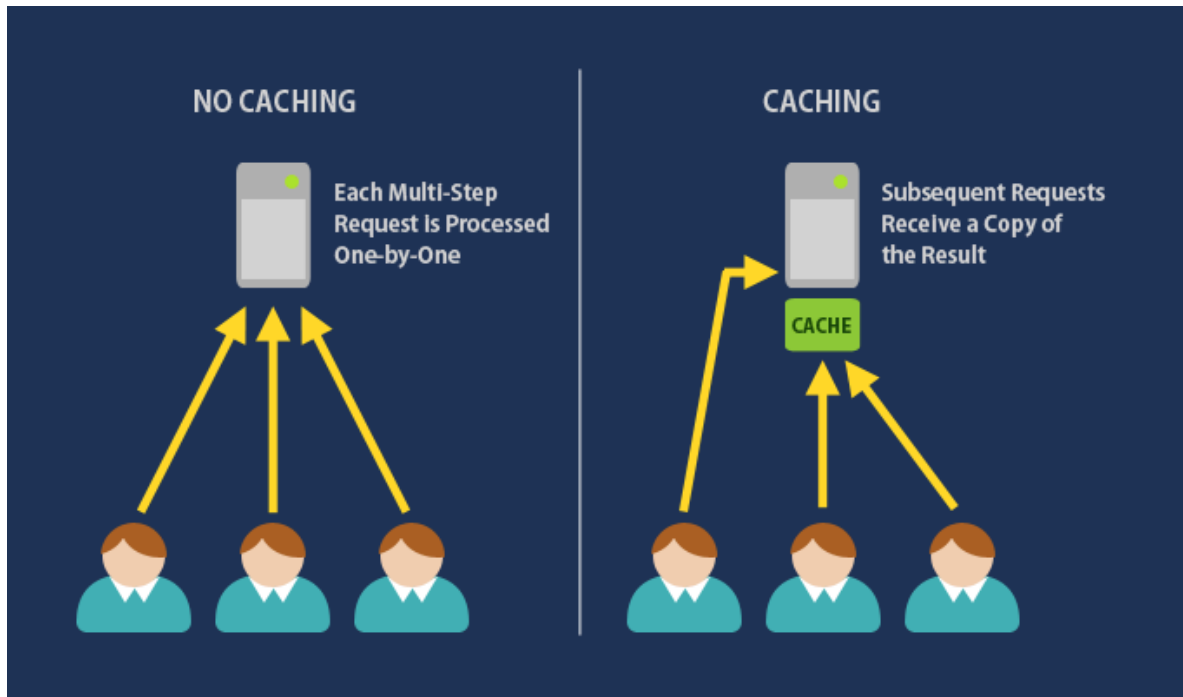 NO CACHING
Each Multi-Step
Request is Processed
One-by-One
CACHING
Subsequent Requests
Receive a Copy of
the Result
CACHE